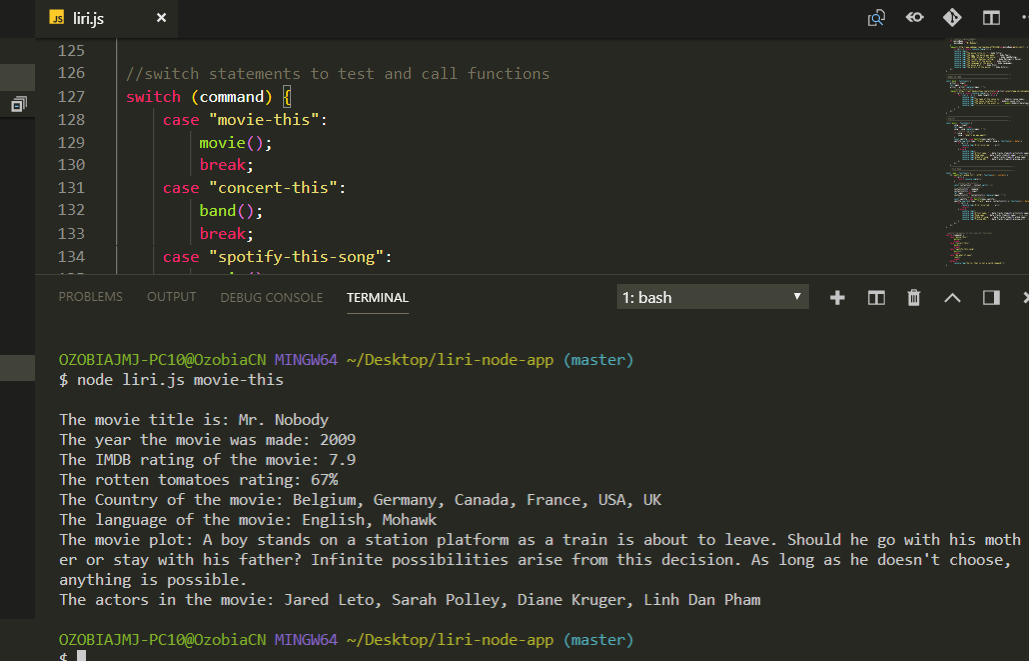 JS liri.js
125
126 //switch statements to test and call functions
127 switch (command) {
128 case "movie-this":
129 movie();
130 break;
131 case "concert-this":
132 band();
133 break;
134 case "spotify-this-song":
PROBLEMS OUTPUT DEBUG CONSOLE TERMINAL 1: bash
OZOBIAJMJ-PC10@OzobiaCN MINGW64 ~/Desktop/liri-node-app (master)
$ node liri.js movie-this
The movie title is: Mr. Nobody
The year the movie was made: 2009
The IMDB rating of the movie: 7.9
The rotten tomatoes rating: 67%
The Country of the movie: Belgium, Germany, Canada, France, USA, UK
The language of the movie: English, Mohawk
The movie plot: A boy stands on a station platform as a train is about to leave. Should he go with his moth
er or stay with his father? Infinite possibilities arise from this decision. As long as he doesn't choose,
anything is possible.
The actors in the movie: Jared Leto, Sarah Polley, Diane Kruger, Linh Dan Pham
OZOBIAJMJ-PC10@OzobiaCN MINGW64 ~/Desktop/liri-node-app (master)
$